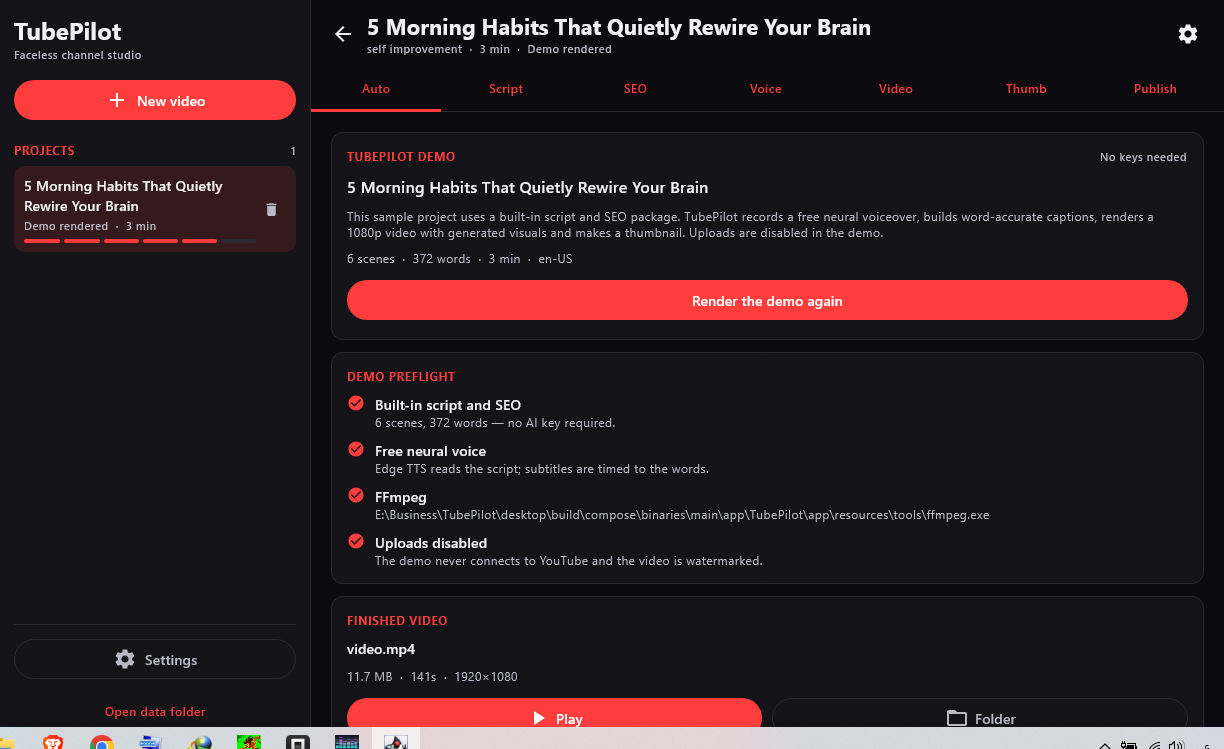 TubePilot
Faceless channel studio
New video
PROJECTS 1
5 Morning Habits That Quietly
Rewire Your Brain
Demo rendered · 3 min
Settings
Open data folder
5 Morning Habits That Quietly Rewire Your Brain
self improvement · 3 min · Demo rendered
Auto Script SEO Voice Video Thumb Publish
TUBEPILOT DEMO No keys needed
5 Morning Habits That Quietly Rewire Your Brain
This sample project uses a built-in script and SEO package. TubePilot records a free neural voiceover, builds word-accurate captions, renders a
1080p video with generated visuals and makes a thumbnail. Uploads are disabled in the demo.
6 scenes · 372 words · 3 min · en-US
Render the demo again
DEMO PREFLIGHT
Built-in script and SEO
6 scenes, 372 words — no AI key required.
Free neural voice
Edge TTS reads the script; subtitles are timed to the words.
FFmpeg
E:\Business\TubePilot\desktop\build\compose\binaries\main\app\TubePilot\app\resources\tools\ffmpeg.exe
Uploads disabled
The demo never connects to YouTube and the video is watermarked.
FINISHED VIDEO
video.mp4
11.7 MB · 141s · 1920×1080
Play Folder